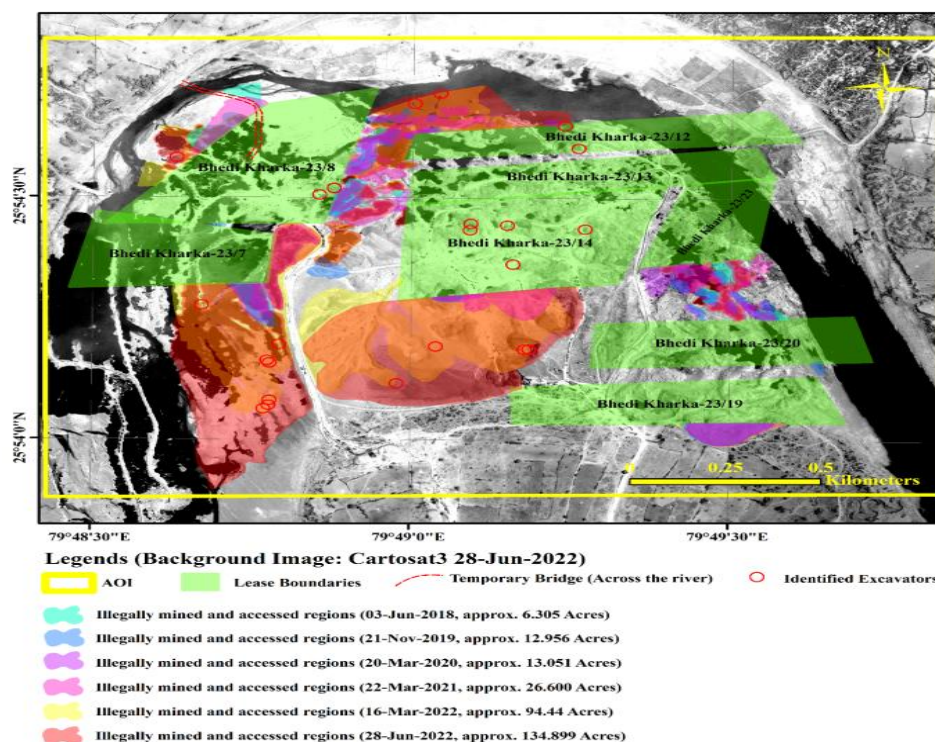 N
Bhedi Kharka-23/12
Bhedi Kharka-23/8
Bhedi Kharka-23/13
25°54'30"N
Bhedi Kharka-23/23
Bhedi Kharka-23/14
Bhedi Kharka-23/7
Bhedi Kharka-23/20
Bhedi Kharka-23/19
25°54'0"N
0 0.25 0.5
Kilometers
79°48'30"E 79°49'0"E 79°49'30"E
Legends (Background Image: Cartosat3 28-Jun-2022)
AOI Lease Boundaries Temporary Bridge (Across the river) Identified Excavators
Illegally mined and accessed regions (03-Jun-2018, approx. 6.305 Acres)
Illegally mined and accessed regions (21-Nov-2019, approx. 12.956 Acres)
Illegally mined and accessed regions (20-Mar-2020, approx. 13.051 Acres)
Illegally mined and accessed regions (22-Mar-2021, approx. 26.600 Acres)
Illegally mined and accessed regions (16-Mar-2022, approx. 94.44 Acres)
Illegally mined and accessed regions (28-Jun-2022, approx. 134.899 Acres)